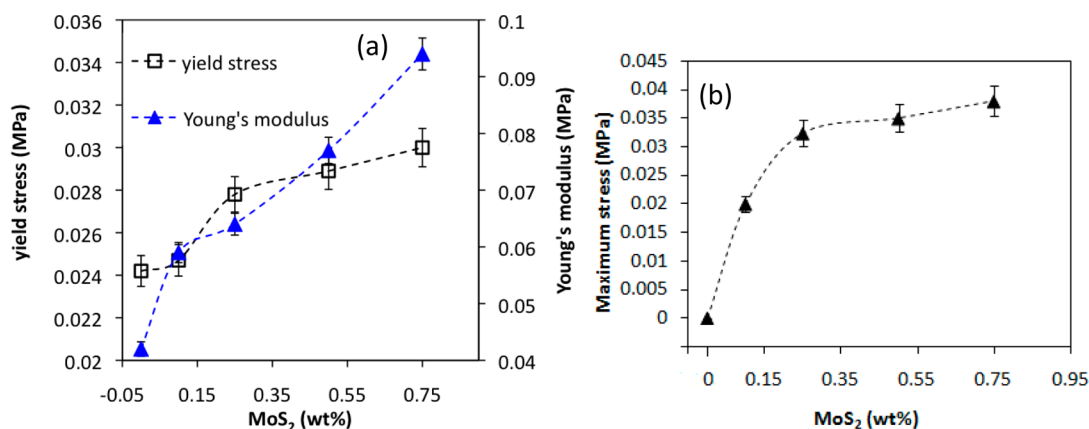 0.036
0.034
0.032
0.03
0.028
0.026
0.024
0.022
0.02
yield stress (MPa)
(a)
yield stress
Young's modulus
0.1
0.09
0.08
0.07
0.06
0.05
0.04
Young's modulus (MPa)
-0.05 0.15 0.35 0.55 0.75
MoS2 (wt%)
0.045
0.04
0.035
0.03
0.025
0.02
0.015
0.01
0.005
0
Maximum stress (MPa)
(b)
0 0.15 0.35 0.55 0.75 0.95
MoS2 (wt%)